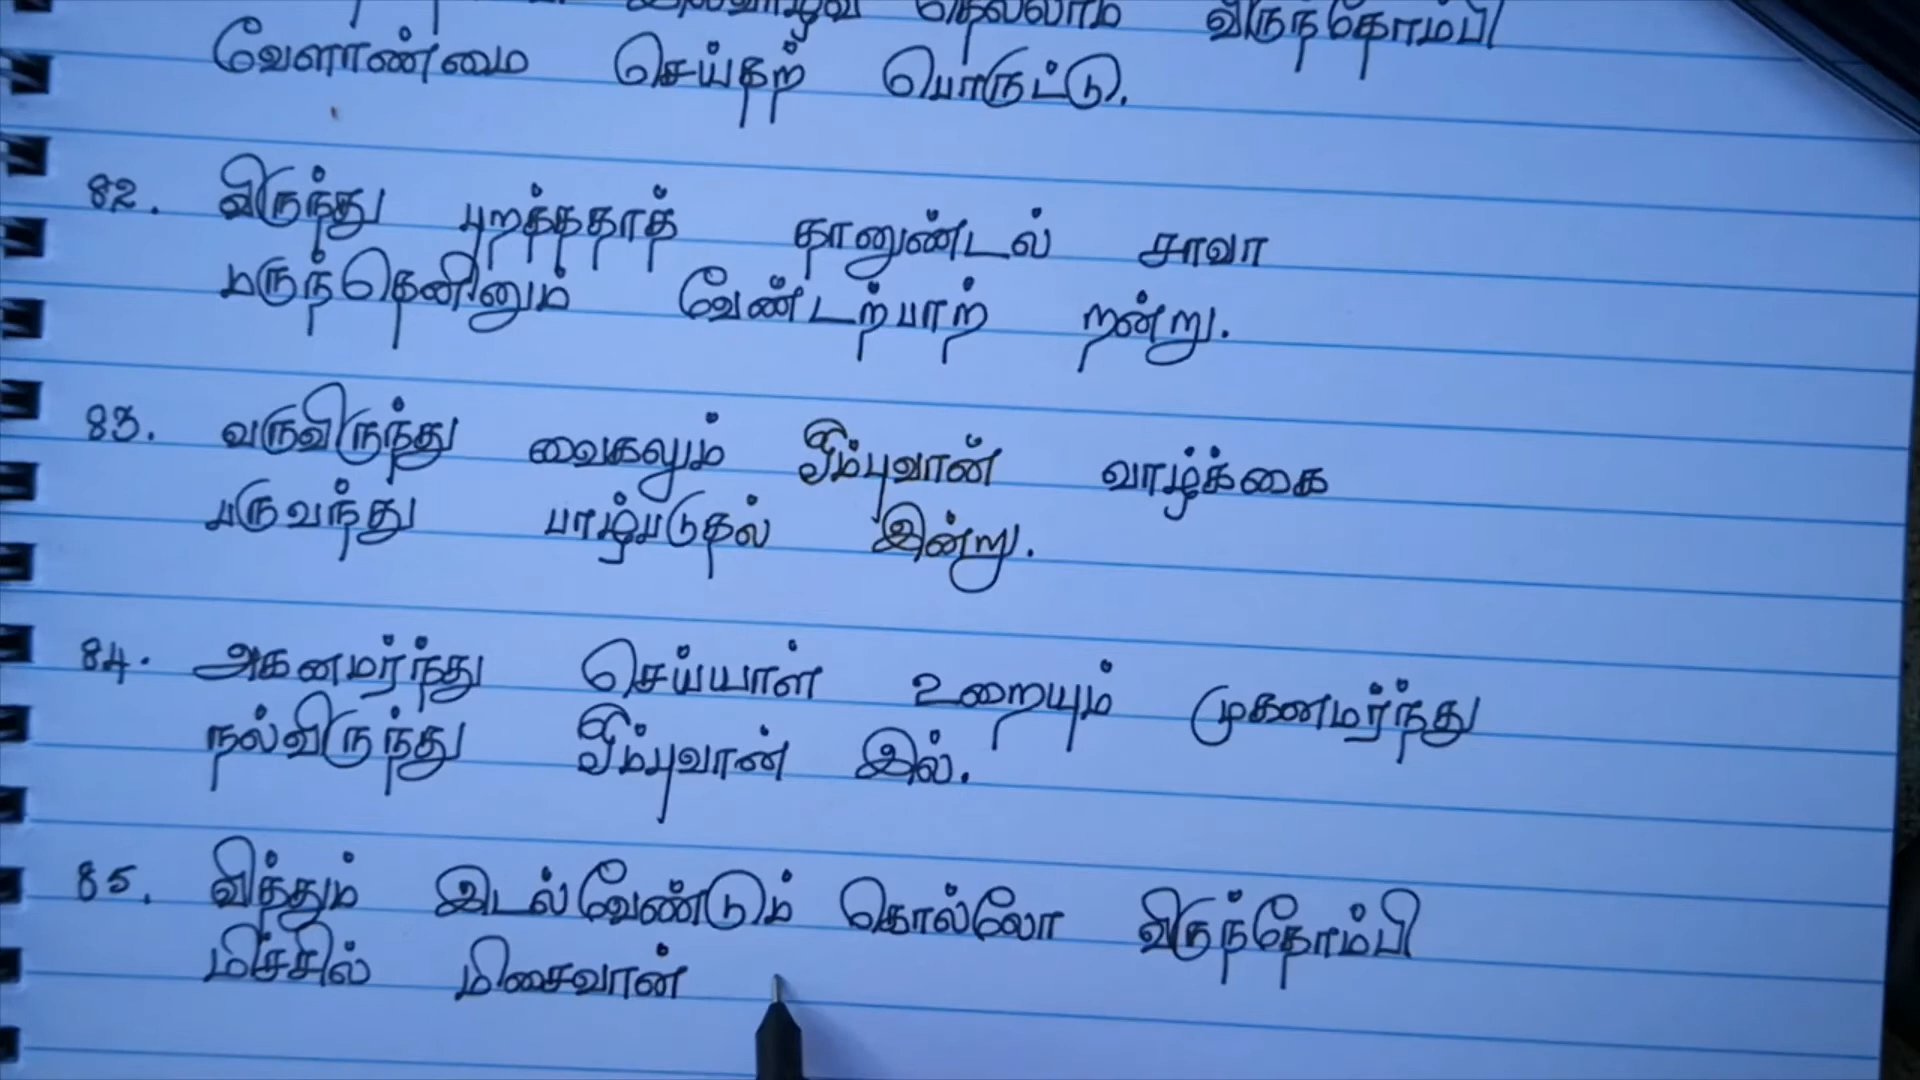 இல்வாழ்வ தெல்லாம் விருந்தோம்பி
வேளாண்மை செய்தற் பொருட்டு.
82. விருந்து புறத்ததாத் தானுண்டல் சாவா
மருந்தெனினும் வேண்டற்பாற் றன்று.
83. வருவிருந்து வைகலும் ஓம்புவான் வாழ்க்கை
பருவந்து பாழ்படுதல் இன்று.
84. அகனமர்ந்து செய்யாள் உறையும் முகனமர்ந்து
நல்விருந்து ஓம்புவான் இல்.
85. வித்தும் இடல்வேண்டும் கொல்லோ விருந்தோம்பி
மிச்சில் மிசைவான்